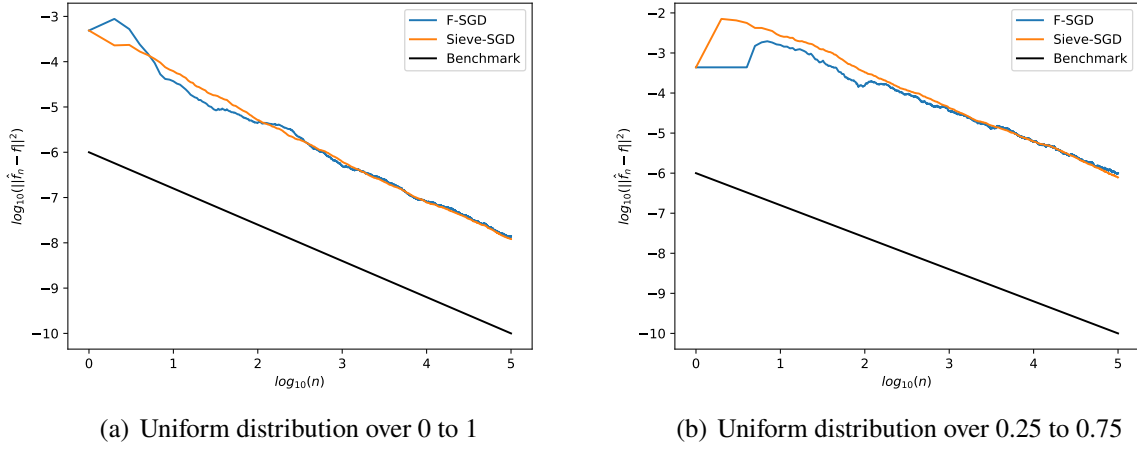 F-SGD
Sieve-SGD
Benchmark
−3
−4
−5
−6
−7
−8
−9
−10
log₁₀(||f̂ₙ − f||²)
0 1 2 3 4 5
log₁₀(n)
(a) Uniform distribution over 0 to 1
F-SGD
Sieve-SGD
Benchmark
−2
−3
−4
−5
−6
−7
−8
−9
−10
log₁₀(||f̂ₙ − f||²)
0 1 2 3 4 5
log₁₀(n)
(b) Uniform distribution over 0.25 to 0.75